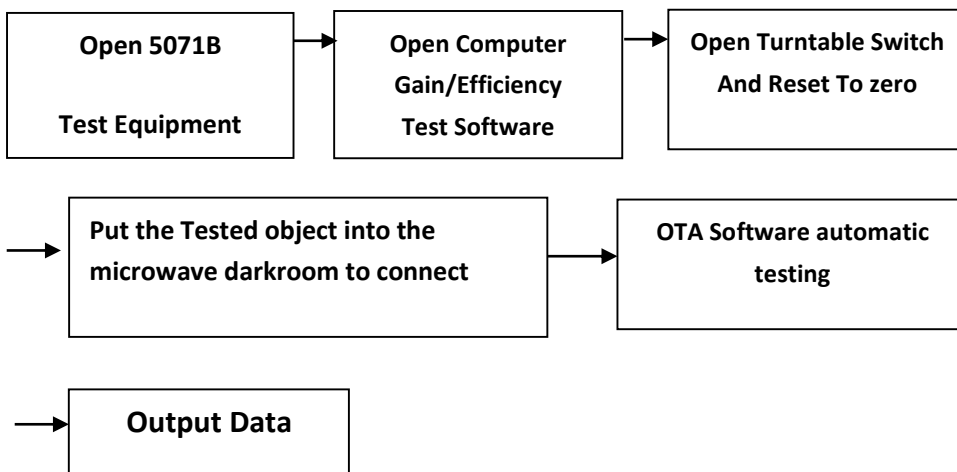 Open 5071B
Test Equipment
Open Computer
Gain/Efficiency
Test Software
Open Turntable Switch
And Reset To zero
Put the Tested object into the
microwave darkroom to connect
OTA Software automatic
testing
Output Data